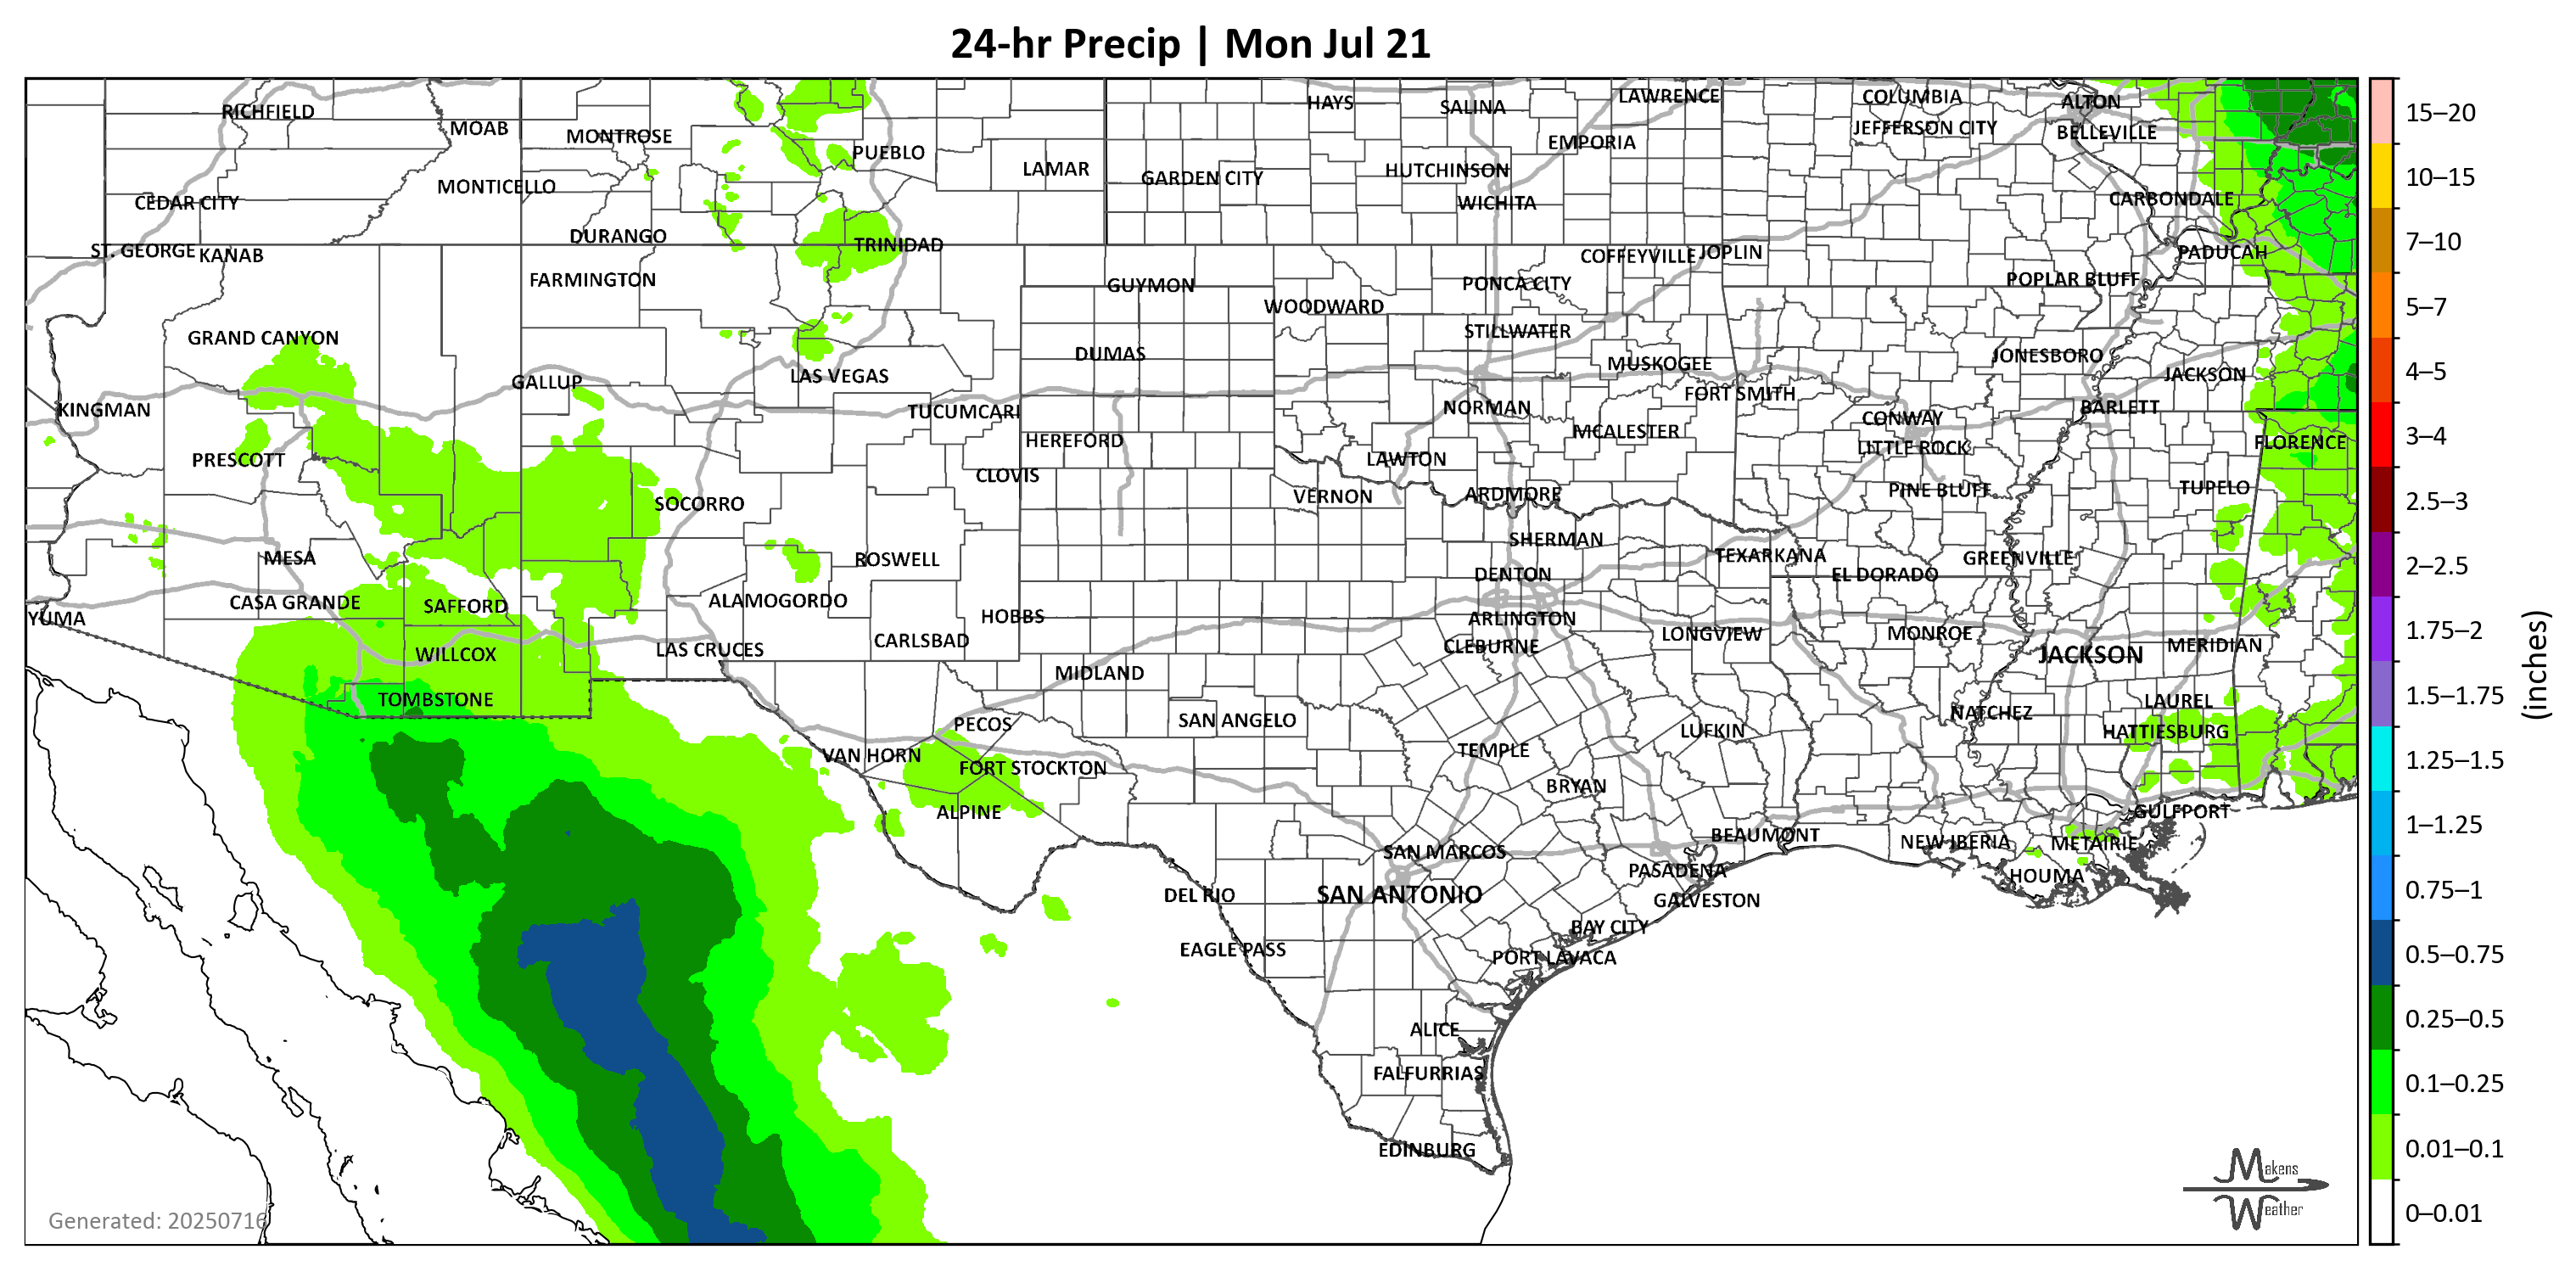 24-hr Precip | Mon Jul 21
RICHFIELD
MOAB
MONTROSE
PUEBLO
LAMAR
HAYS
SALINA
LAWRENCE
COLUMBIA
ALTON
JEFFERSON CITY
BELLEVILLE
EMPORIA
GARDEN CITY
HUTCHINSON
WICHITA
MONTICELLO
CEDAR CITY
CARBONDALE
DURANGO
TRINIDAD
ST. GEORGE
KANAB
COFFEYVILLE
JOPLIN
PADUCAH
FARMINGTON
GUYMON
WOODWARD
PONCA CITY
POPLAR BLUFF
GRAND CANYON
STILLWATER
DUMAS
MUSKOGEE
JONESBORO
JACKSON
GALLUP
LAS VEGAS
FORT SMITH
KINGMAN
TUCUMCARI
NORMAN
CONWAY
BARLETT
HEREFORD
MCALESTER
LITTLE ROCK
FLORENCE
PRESCOTT
CLOVIS
LAWTON
SOCORRO
VERNON
ARDMORE
PINE BLUFF
TUPELO
MESA
ROSWELL
SHERMAN
TEXARKANA
GREENVILLE
DENTON
EL DORADO
CASA GRANDE
SAFFORD
ALAMOGORDO
HOBBS
YUMA
ARLINGTON
LAS CRUCES
CARLSBAD
CLEBURNE
LONGVIEW
MONROE
JACKSON
MERIDIAN
WILLCOX
MIDLAND
TOMBSTONE
PECOS
SAN ANGELO
NATCHEZ
LAUREL
HATTIESBURG
VAN HORN
FORT STOCKTON
TEMPLE
LUFKIN
ALPINE
BRYAN
GULFPORT
SAN MARCOS
BEAUMONT
NEW IBERIA
METAIRIE
DEL RIO
SAN ANTONIO
PASADENA
GALVESTON
HOUMA
EAGLE PASS
BAY CITY
PORT LAVACA
ALICE
FALFURRIAS
EDINBURG
Generated: 20250716
Makens
Weather
15–20
10–15
7–10
5–7
4–5
3–4
2.5–3
2–2.5
1.75–2
1.5–1.75
1.25–1.5
1–1.25
0.75–1
0.5–0.75
0.25–0.5
0.1–0.25
0.01–0.1
0–0.01
(inches)